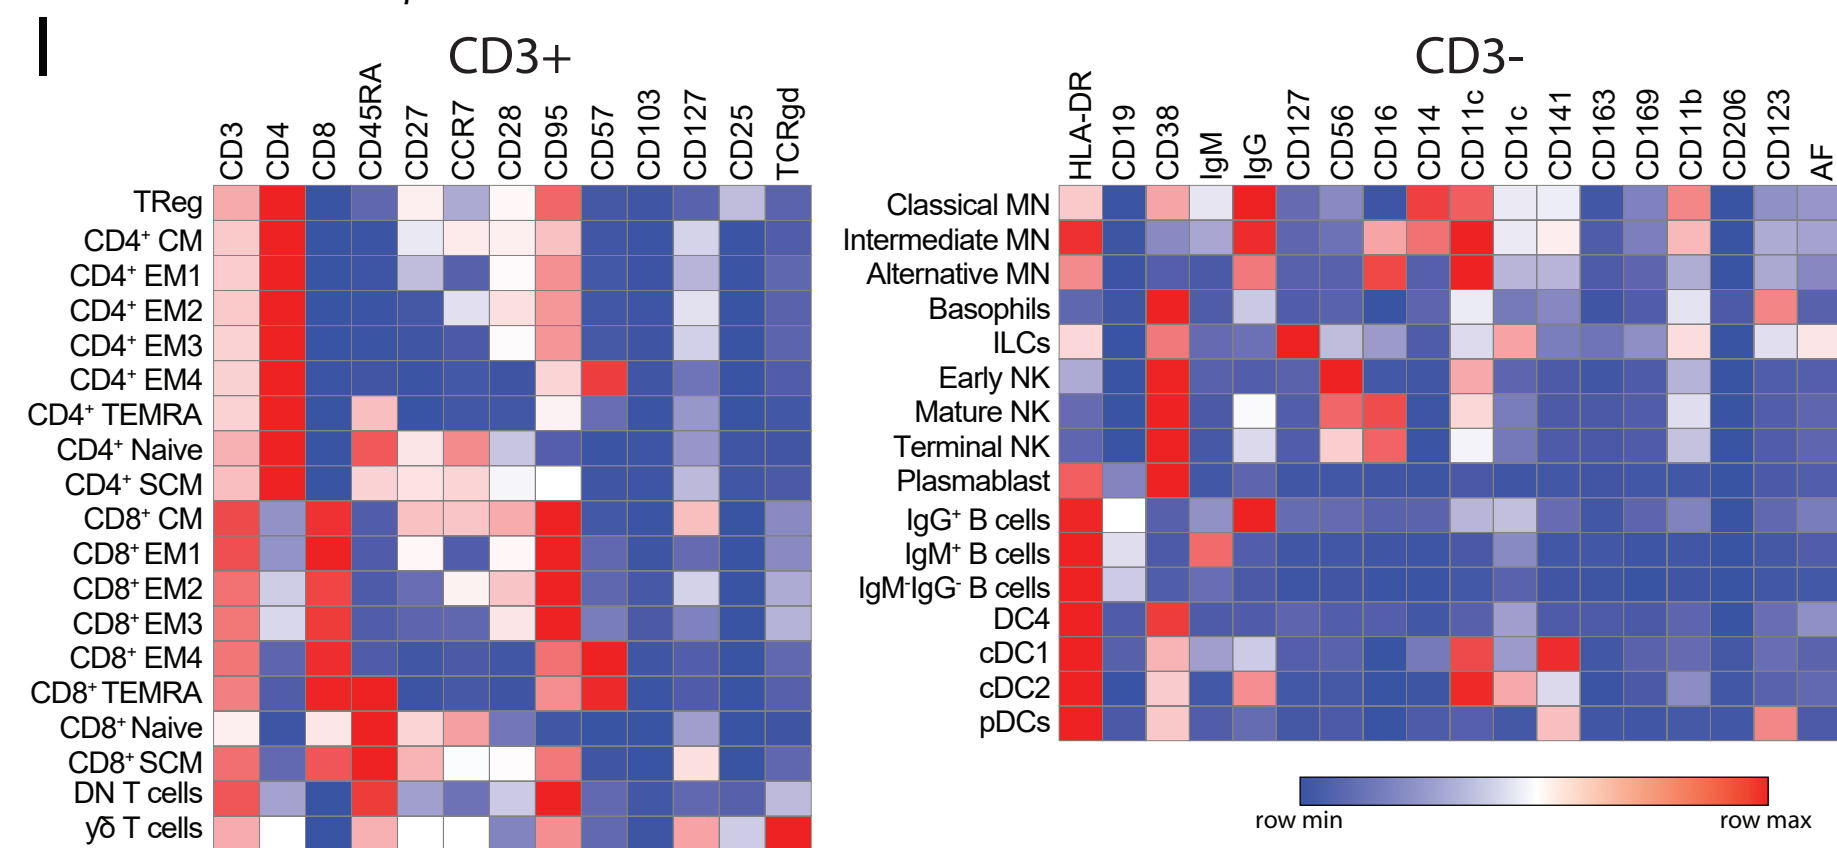 I
CD3+
CD3 CD4 CD8 CD45RA CD27 CCR7 CD28 CD95 CD57 CD103 CD127 CD25 TCRgd
TReg
CD4⁺ CM
CD4⁺ EM1
CD4⁺ EM2
CD4⁺ EM3
CD4⁺ EM4
CD4⁺ TEMRA
CD4⁺ Naive
CD4⁺ SCM
CD8⁺ CM
CD8⁺ EM1
CD8⁺ EM2
CD8⁺ EM3
CD8⁺ EM4
CD8⁺ TEMRA
CD8⁺ Naive
CD8⁺ SCM
DN T cells
yδ T cells
CD3-
HLA-DR CD19 CD38 IgM IgG CD127 CD56 CD16 CD14 CD11c CD1c CD141 CD163 CD169 CD11b CD206 CD123 AF
Classical MN
Intermediate MN
Alternative MN
Basophils
ILCs
Early NK
Mature NK
Terminal NK
Plasmablast
IgG⁺ B cells
IgM⁺ B cells
IgM⁻IgG⁻ B cells
DC4
cDC1
cDC2
pDCs
row min row max